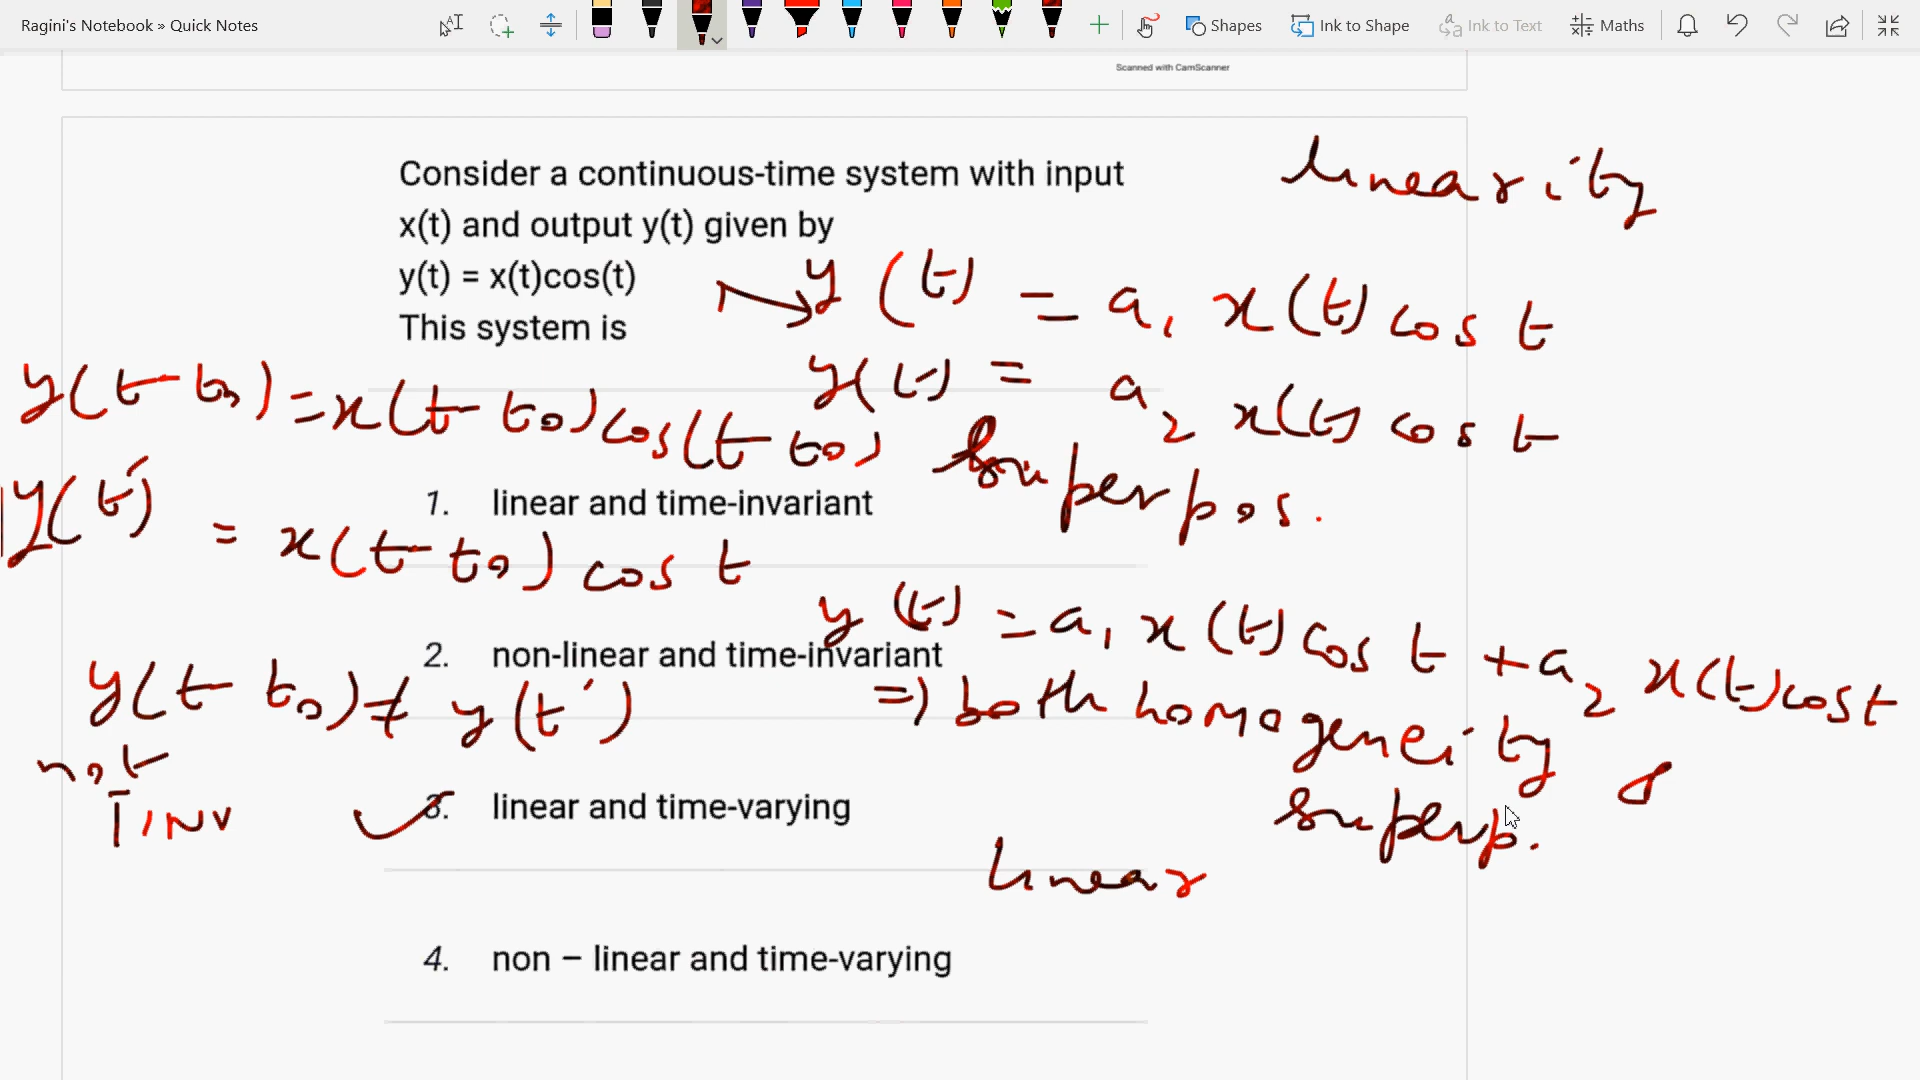 Ragini's Notebook » Quick Notes
Shapes
Ink to Shape
Ink to Text
Maths
Scanned with CamScanner
linearity
Consider a continuous-time system with input
x(t) and output y(t) given by
y(t) = x(t)cos(t)
This system is
y(t) = a₁ x(t) cos t
y(t) = a₂ x(t) cos t
y(t-t₀) = x(t-t₀) cos(t-t₀)
superpos.
1. linear and time-invariant
y(t') = x(t-t₀) cos t
y(t) = a₁ x(t) cos t + a₂ x(t) cos t
2. non-linear and time-invariant
y(t-t₀) ≠ y(t')
=) both homogeneity &
superp.
not
TINV
3. linear and time-varying
linear
4. non – linear and time-varying